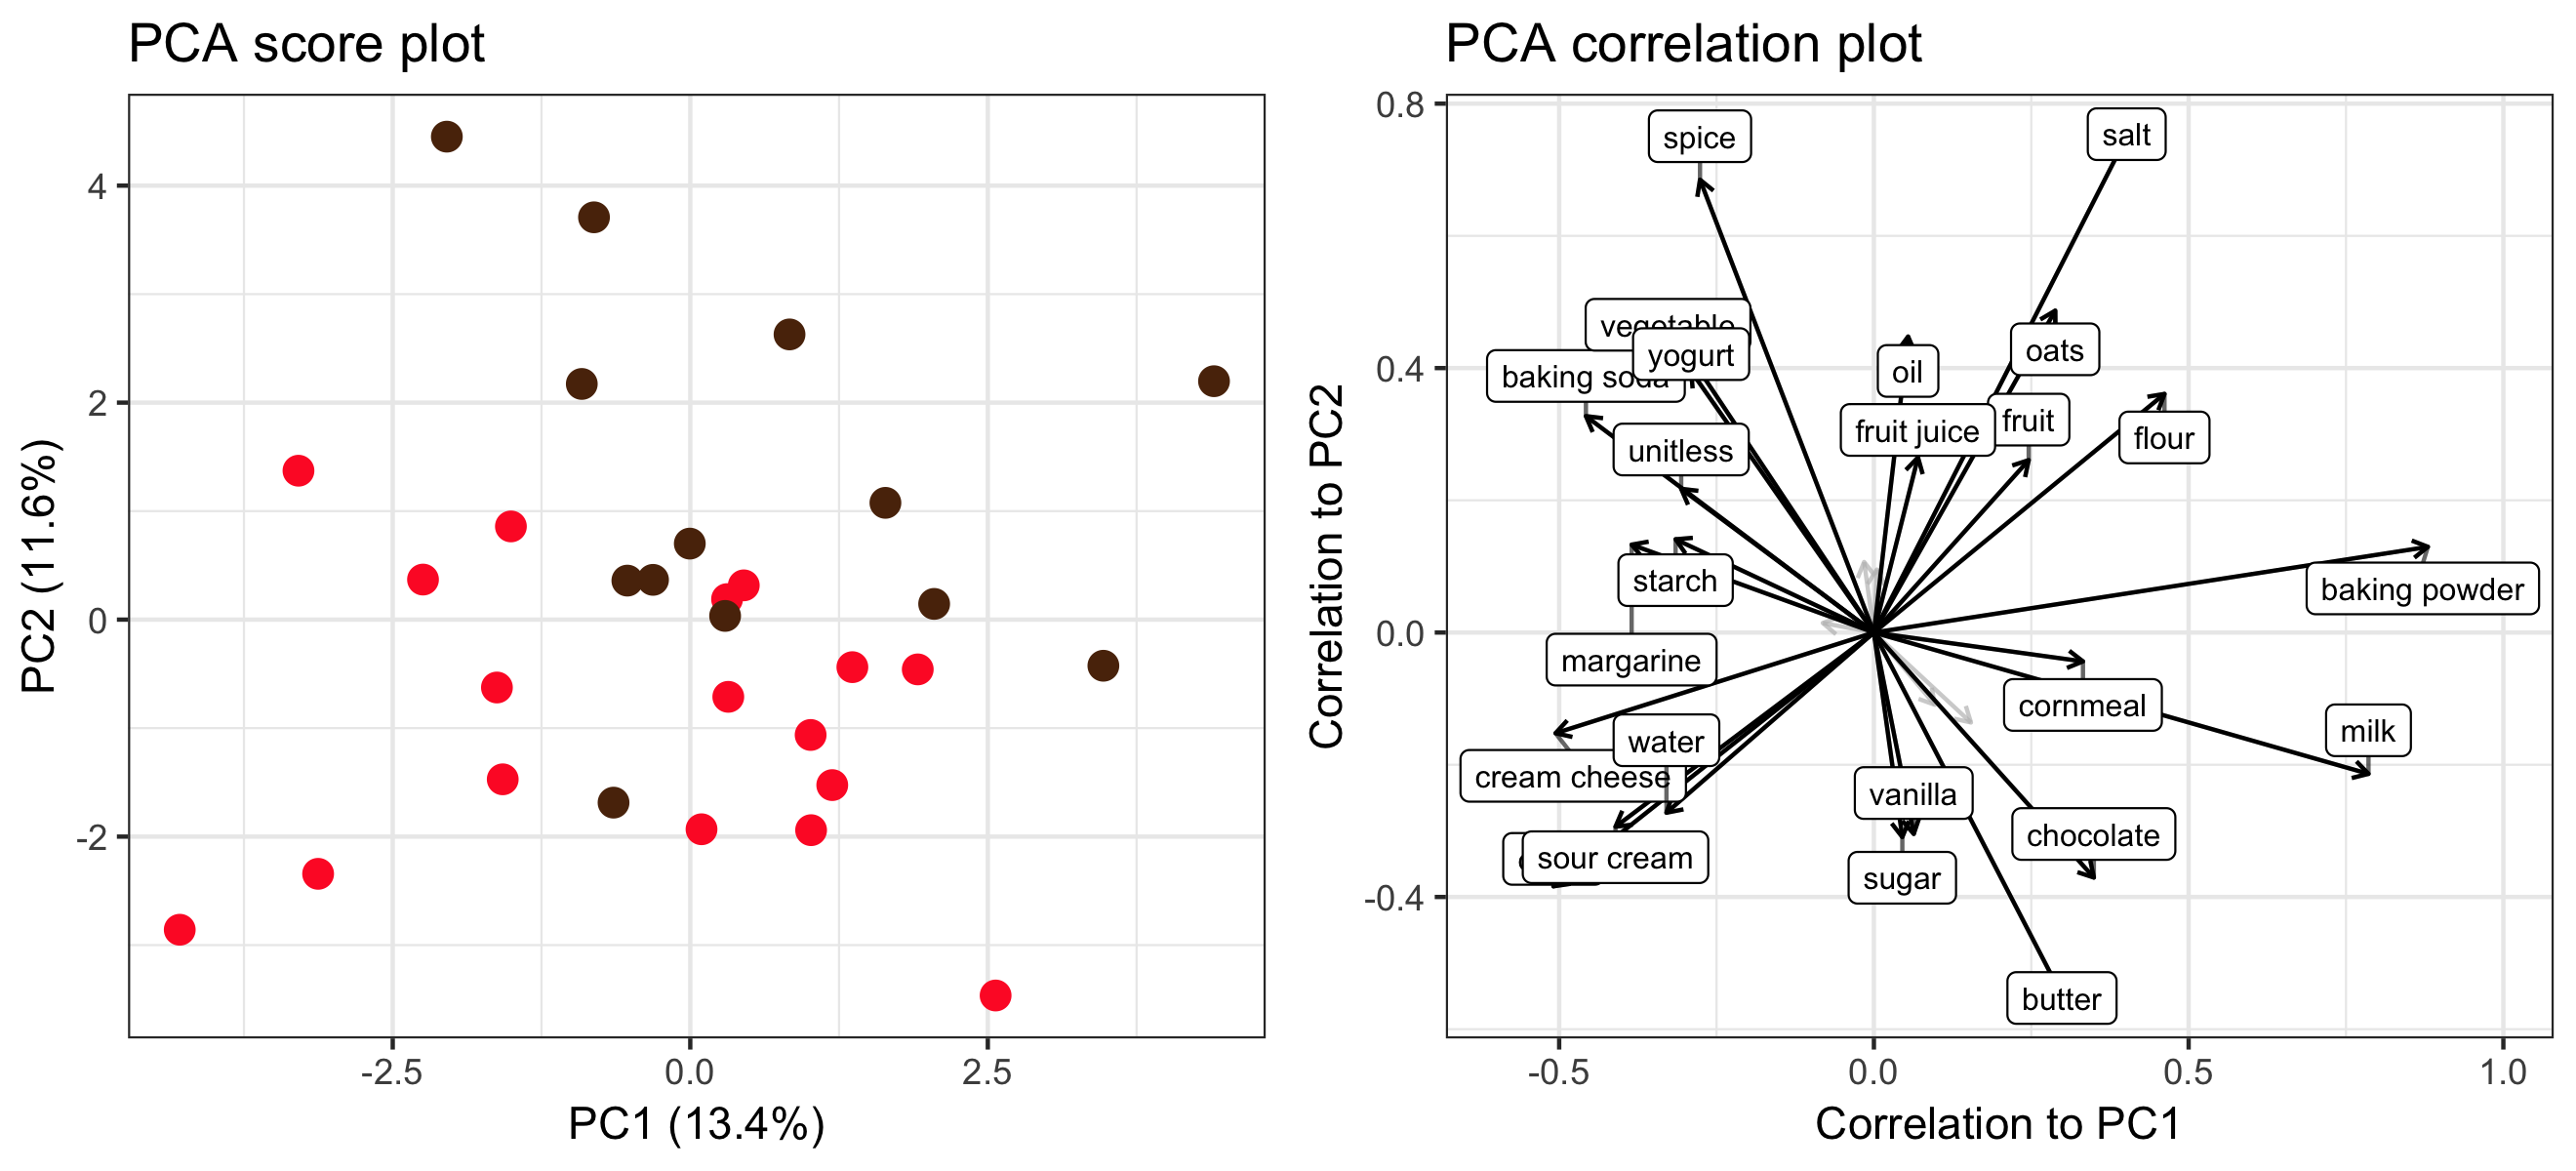 PCA score plot
4
2
0
-2
-2.5
0.0
2.5
PC1 (13.4%)
PC2 (11.6%)
PCA correlation plot
0.8
0.4
0.0
-0.4
-0.5
0.0
0.5
1.0
Correlation to PC1
Correlation to PC2
spice
salt
vegetable
yogurt
baking soda
oil
oats
fruit juice
fruit
flour
unitless
starch
baking powder
margarine
cornmeal
water
milk
cream cheese
vanilla
chocolate
sour cream
sugar
butter